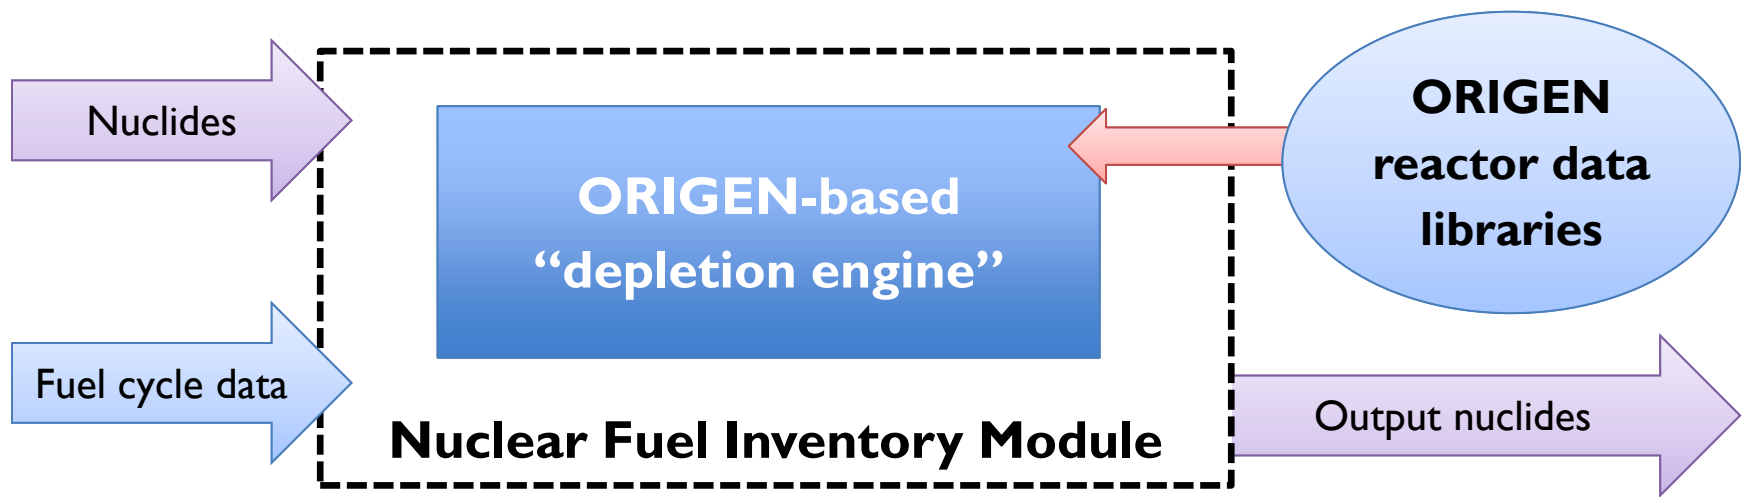 Nuclides
ORIGEN
reactor data
libraries
ORIGEN-based
“depletion engine”
Fuel cycle data
Output nuclides
Nuclear Fuel Inventory Module